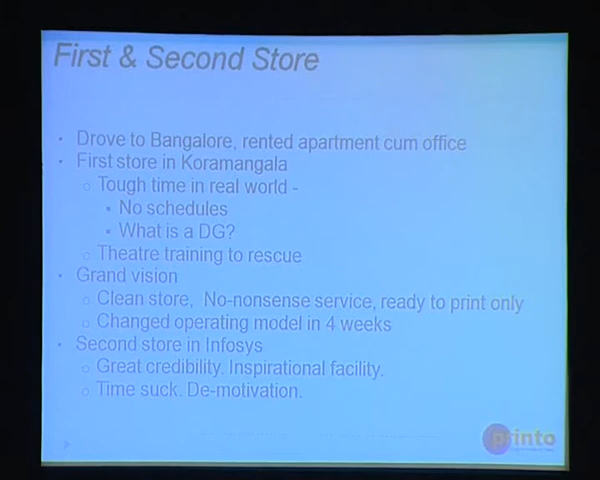 First & Second Store
• Drove to Bangalore, rented apartment cum office
• First store in Koramangala
o Tough time in real world -
▪ No schedules
▪ What is a DG?
o Theatre training to rescue
• Grand vision
o Clean store, No-nonsense service, ready to print only
o Changed operating model in 4 weeks
• Second store in Infosys
o Great credibility. Inspirational facility.
o Time suck. De-motivation.
printo